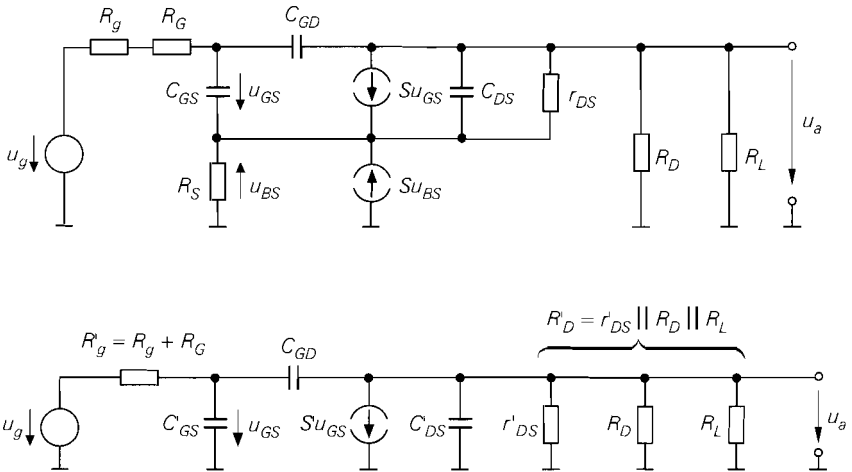 R_g R_G C_GD
C_GS u_GS Su_GS C_DS r_DS
u_g R_S u_BS Su_BS R_D R_L u_a
R'_D = r'_DS || R_D || R_L
R'_g = R_g + R_G C_GD
u_g C'_GS u_GS S'u_GS C'_DS r'_DS R_D R_L u_a